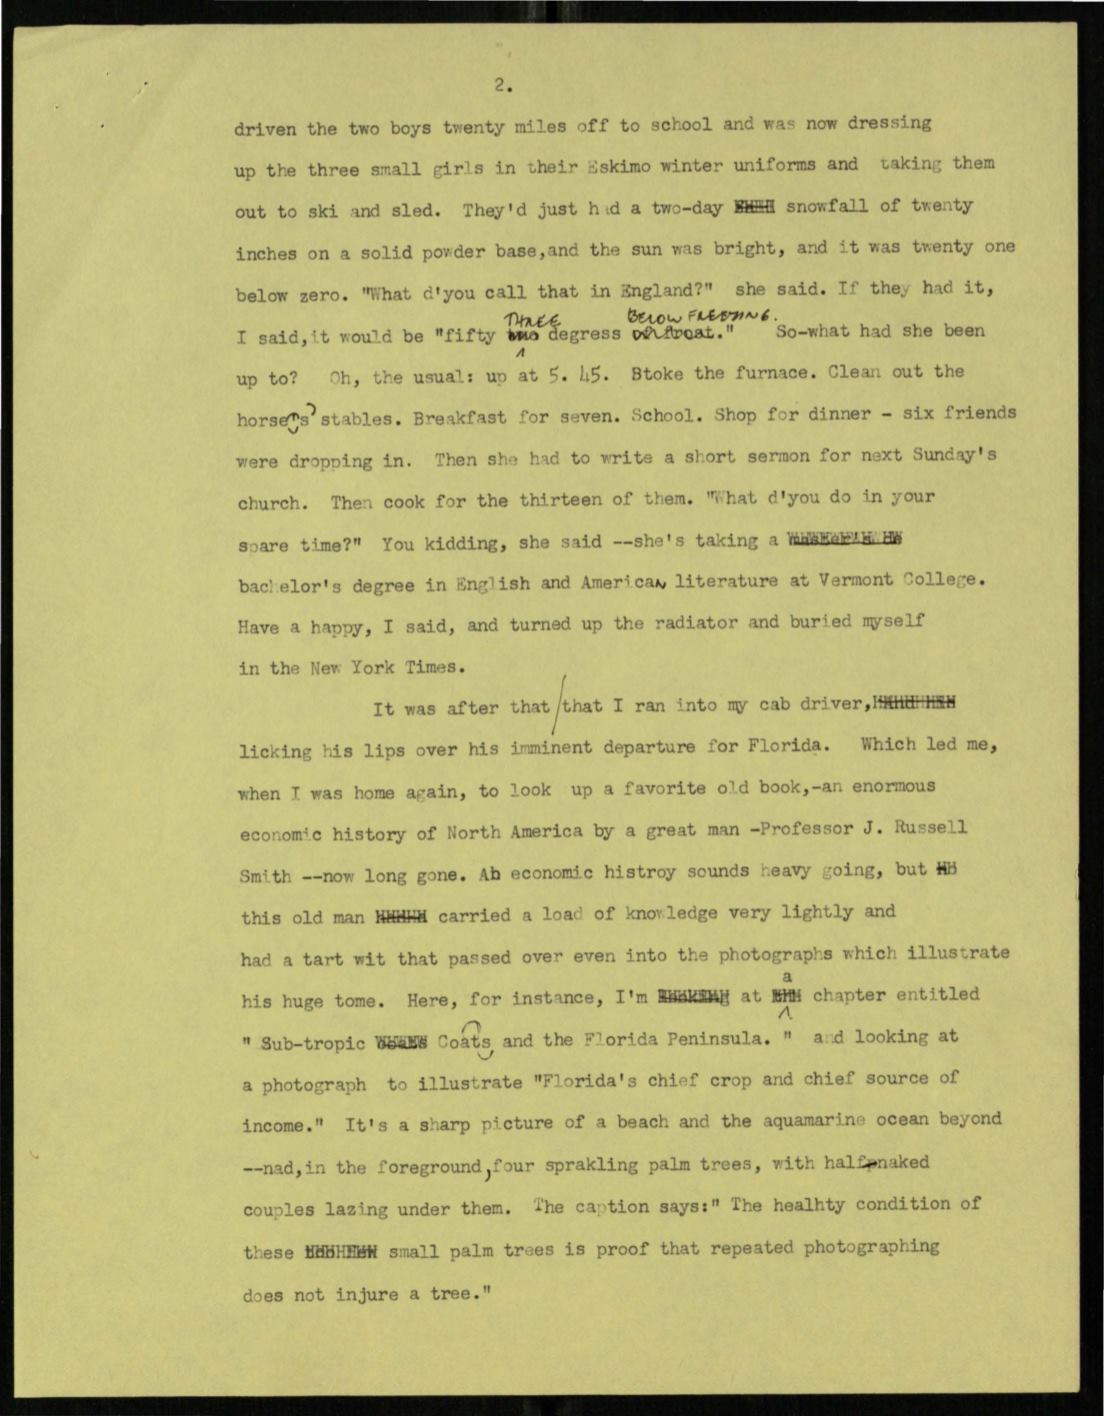 2.
driven the two boys twenty miles off to school and was now dressing
up the three small girls in their Eskimo winter uniforms and taking them
out to ski and sled. They'd just had a two-day snowfall of twenty
inches on a solid powder base,and the sun was bright, and it was twenty one
below zero. "What d'you call that in England?" she said. If they had it,
THREE BELOW FREEZING.
I said,it would be "fifty two degress of frost." So-what had she been
up to? Oh, the usual: up at 5. 45. Btoke the furnace. Clean out the
horse's stables. Breakfast for seven. School. Shop for dinner - six friends
were dropping in. Then she had to write a short sermon for next Sunday's
church. Then cook for the thirteen of them. "What d'you do in your
spare time?" You kidding, she said --she's taking a
bachelor's degree in English and American literature at Vermont College.
Have a happy, I said, and turned up the radiator and buried myself
in the New York Times.
It was after that/that I ran into my cab driver,
licking his lips over his imminent departure for Florida. Which led me,
when I was home again, to look up a favorite old book,-an enormous
economic history of North America by a great man -Professor J. Russell
Smith --now long gone. Ab economic histroy sounds heavy going, but
this old man carried a load of knowledge very lightly and
had a tart wit that passed over even into the photographs which illustrate
a
his huge tome. Here, for instance, I'm at chapter entitled
" Sub-tropic Coats and the Florida Peninsula. " and looking at
a photograph to illustrate "Florida's chief crop and chief source of
income." It's a sharp picture of a beach and the aquamarine ocean beyond
--nad,in the foreground,four sprakling palm trees, with half-naked
couples lazing under them. The caption says:" The healhty condition of
these small palm trees is proof that repeated photographing
does not injure a tree."